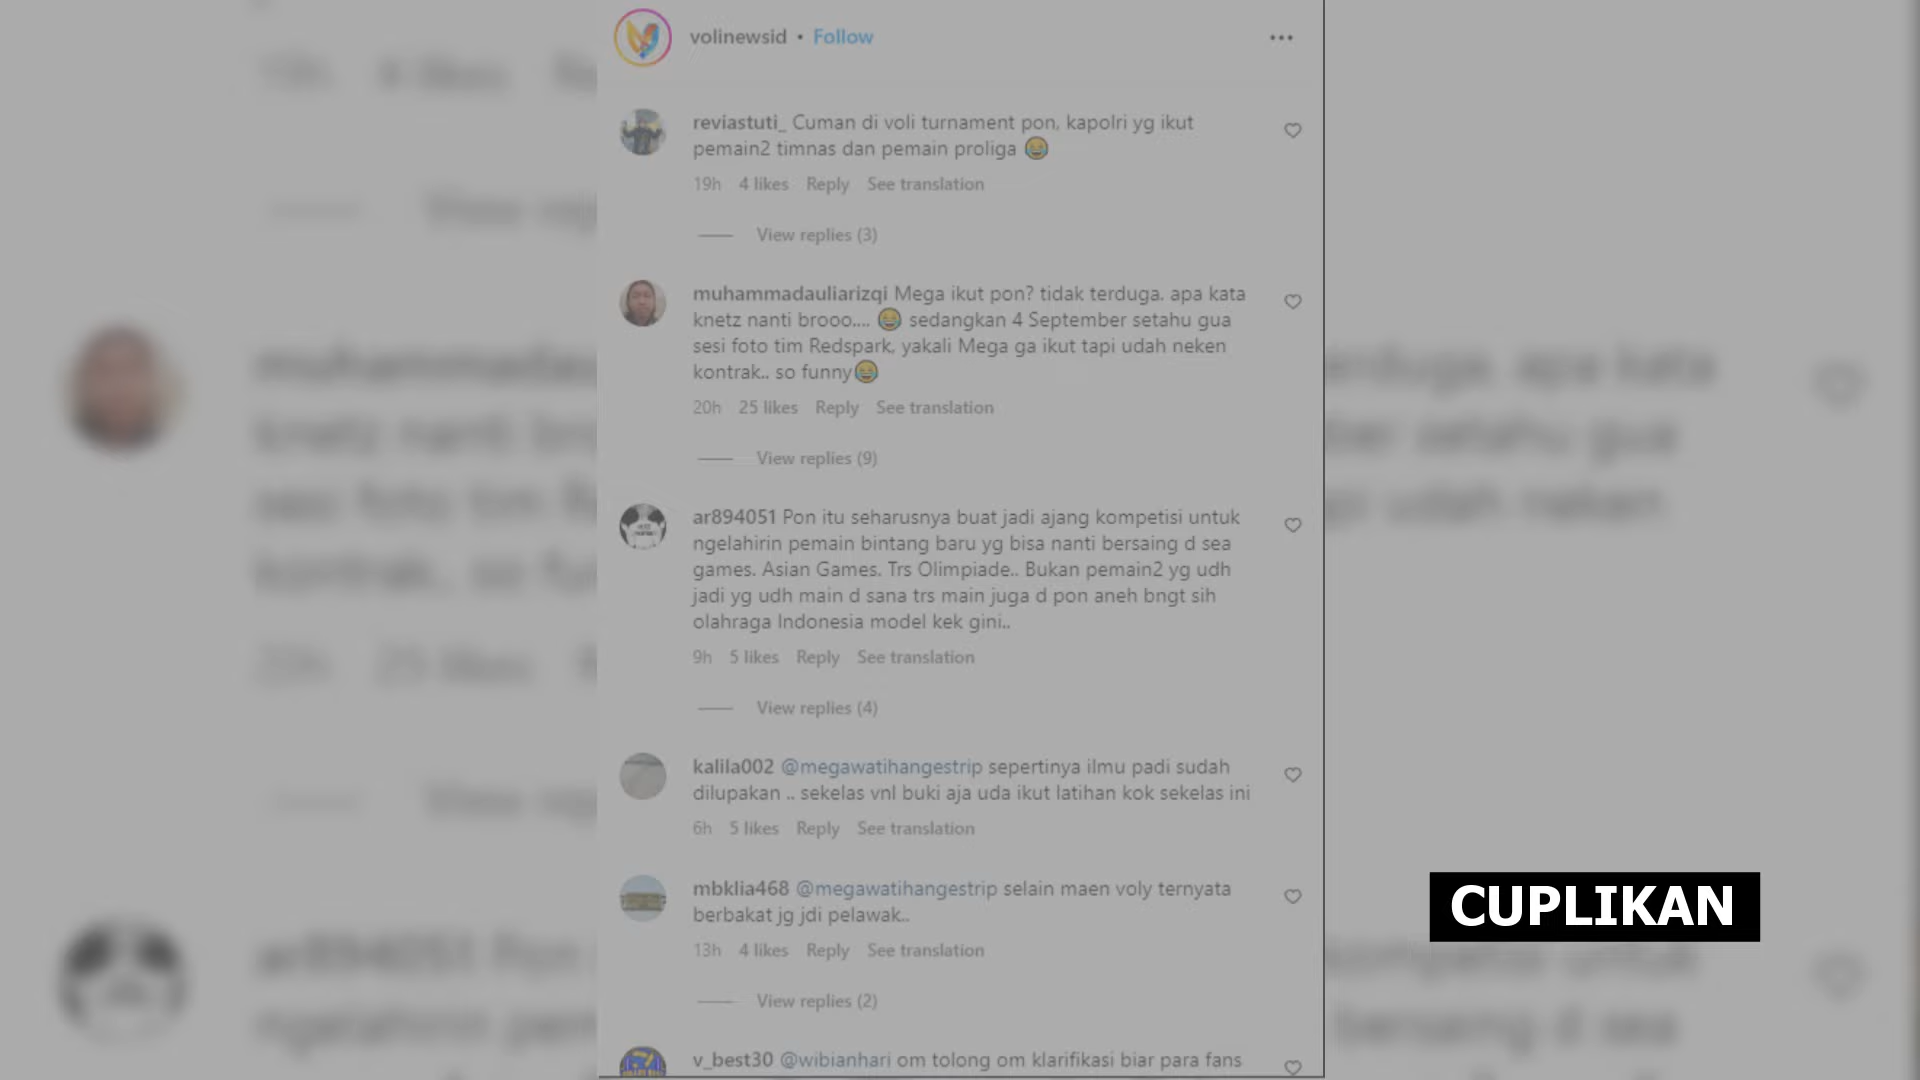 volinewsid • Follow
reviastuti_ Cuman di voli turnament pon, kapolri yg ikut
pemain2 timnas dan pemain proliga 😂
19h 4 likes Reply See translation
View replies (3)
muhammadauliarizqi Mega ikut pon? tidak terduga. apa kata
knetz nanti brooo.... 😂 sedangkan 4 September setahu gua
sesi foto tim Redspark, yakali Mega ga ikut tapi udah neken
kontrak.. so funny😂
20h 25 likes Reply See translation
View replies (9)
ar894051 Pon itu seharusnya buat jadi ajang kompetisi untuk
ngelahirin pemain bintang baru yg bisa nanti bersaing d sea
games. Asian Games. Trs Olimpiade.. Bukan pemain2 yg udh
jadi yg udh main d sana trs main juga d pon aneh bngt sih
olahraga Indonesia model kek gini..
9h 5 likes Reply See translation
View replies (4)
kalila002 @megawatihangestrip sepertinya ilmu padi sudah
dilupakan .. sekelas vnl buki aja uda ikut latihan kok sekelas ini
6h 5 likes Reply See translation
mbklia468 @megawatihangestrip selain maen voly ternyata
berbakat jg jdi pelawak..
13h 4 likes Reply See translation
View replies (2)
v_best30 @wibianhari om tolong om klarifikasi biar para fans
CUPLIKAN